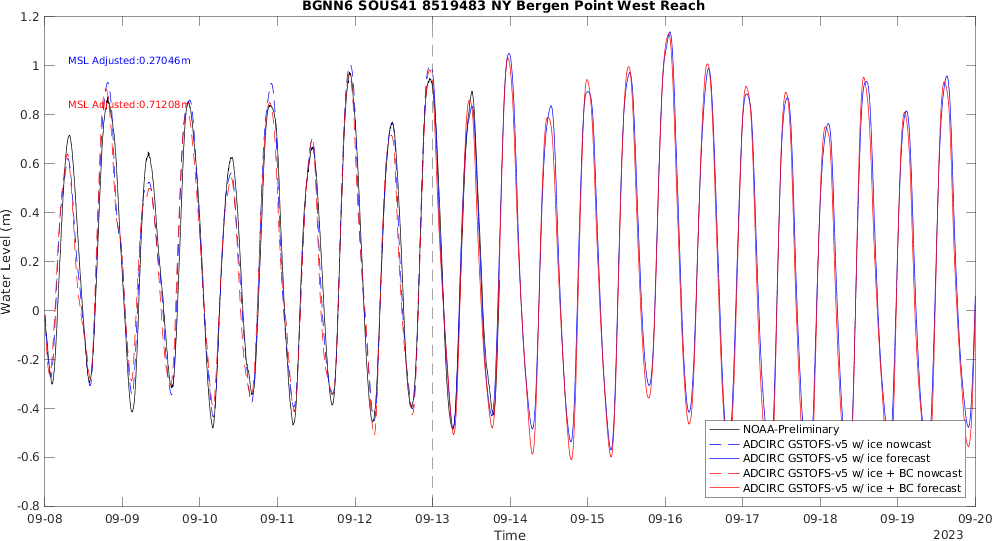 BGNN6 SOUS41 8519483 NY Bergen Point West Reach
1.2
1
0.8
0.6
0.4
0.2
0
-0.2
-0.4
-0.6
-0.8
Water Level (m)
MSL Adjusted:0.27046m
MSL Adjusted:0.71208m
NOAA-Preliminary
ADCIRC GSTOFS-v5 w/ ice nowcast
ADCIRC GSTOFS-v5 w/ ice forecast
ADCIRC GSTOFS-v5 w/ ice + BC nowcast
ADCIRC GSTOFS-v5 w/ ice + BC forecast
09-08 09-09 09-10 09-11 09-12 09-13 09-14 09-15 09-16 09-17 09-18 09-19 09-20
Time
2023